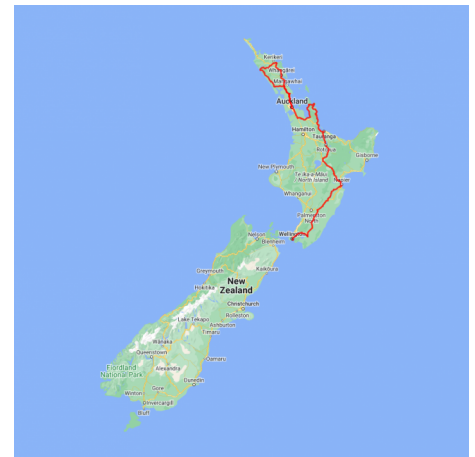 Kerikeri
Whangārei
Mangawhai
Auckland
Hamilton
Tauranga
Rotorua
Gisborne
New Plymouth
Te Ika-a-Māui
North Island
Napier
Whanganui
Palmerston
North
Wellington
Nelson
Blenheim
Greymouth
Kaikōura
Hokitika
New
Zealand
Christchurch
Rolleston
Lake Tekapo
Ashburton
Timaru
Wānaka
Queenstown
Oamaru
Fiordland
National Park
Alexandra
Dunedin
Gore
Winton
Invercargill
Bluff